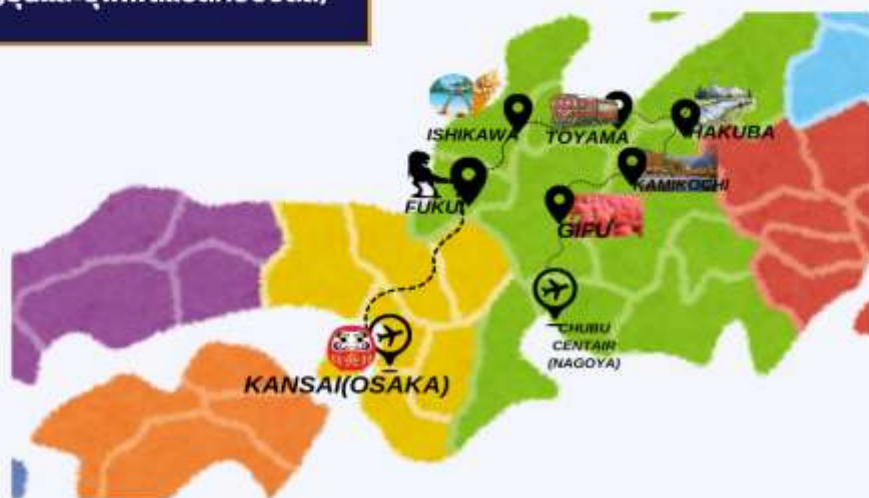 ISHIKAWA
TOYAMA
HAKUBA
KAMIKOCHI
FUKUI
GIFU
CHUBU
CENTAIR
(NAGOYA)
KANSAI(OSAKA)